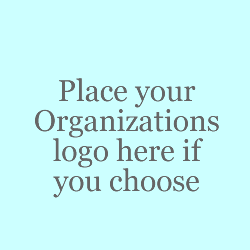 Place your
Organizations
logo here if
you choose